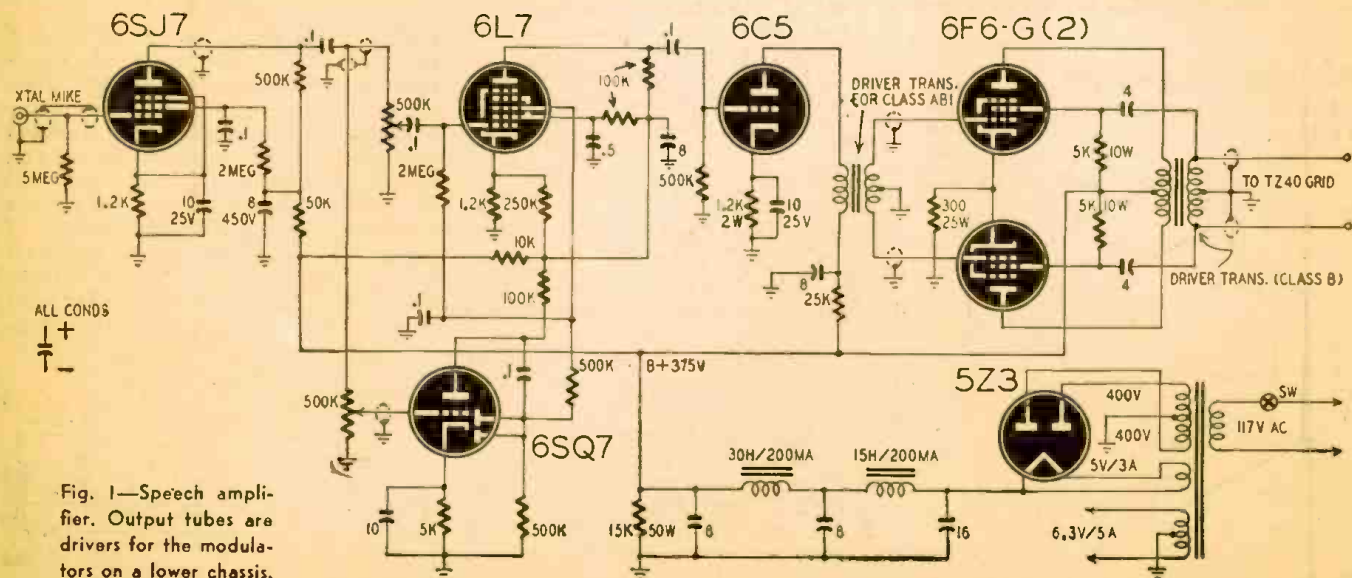 6SJ7
6L7
6C5
6F6-G (2)
XTAL MIKE
5MEG
1.2K
10
25V
.1
2MEG
8
450V
500K
50K
.1
500K
.1
2MEG
1.2K
250K
10K
100K
.1
100K
.5
8
.1
500K
1.2K
2W
10
25V
DRIVER TRANS.
FOR CLASS AB1
8
25K
300
25W
5K
10W
5K
10W
4
4
TO TZ40 GRID
DRIVER TRANS. (CLASS B)
ALL CONDS
+
-
500K
.1
500K
6SQ7
10
5K
500K
B+375V
15K
50W
8
30H/200MA
8
15H/200MA
16
5Z3
400V
400V
5V/3A
6.3V/5A
SW
117V AC
Fig. 1—Speech ampli-
fier. Output tubes are
drivers for the modula-
tors on a lower chassis.